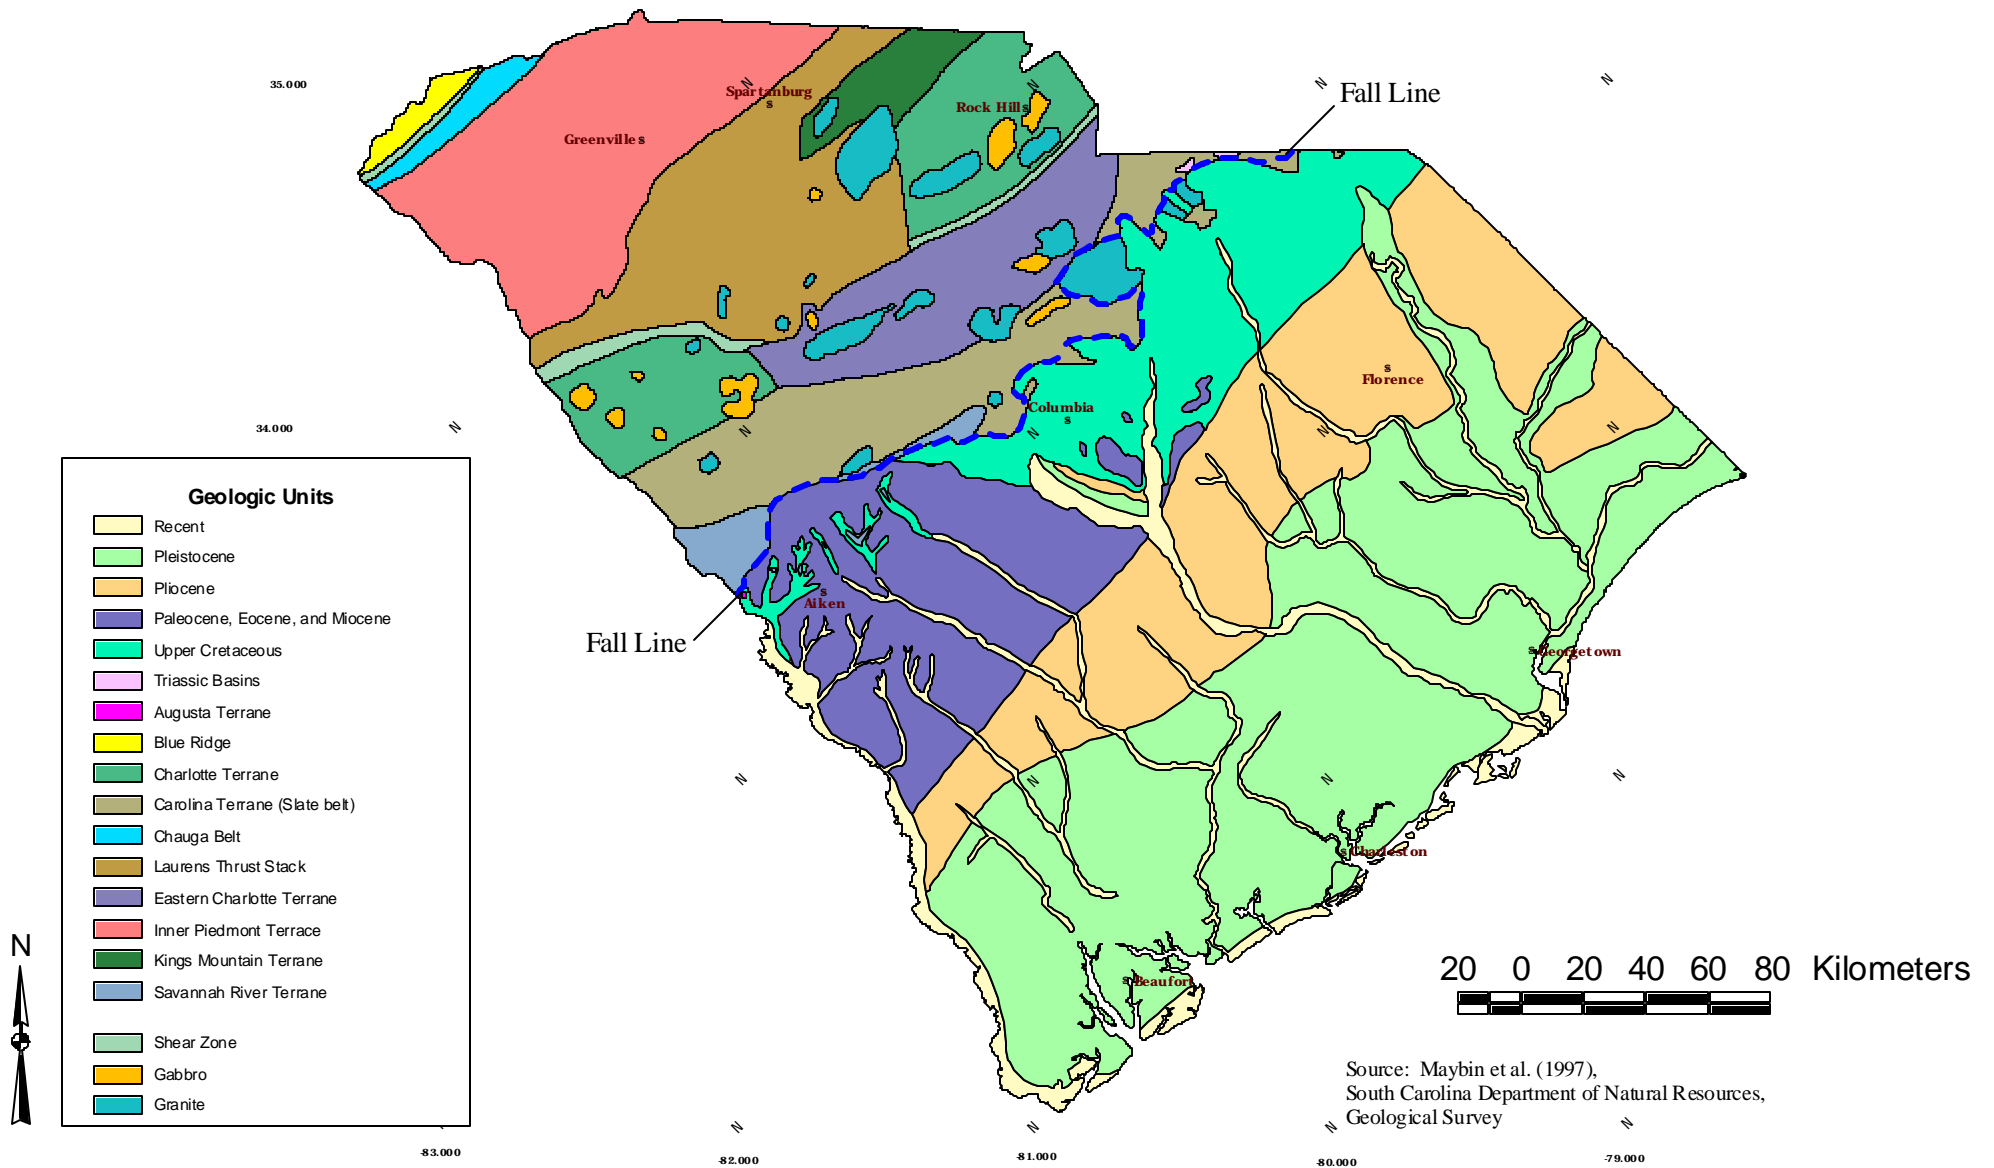 35.000
N
N
N
N
Fall Line
Spartanburg
s
Rock Hill s
Greenville s
34.000
N
N
N
N
N
s
Florence
Columbia
s
Geologic Units
Recent
Pleistocene
Pliocene
Paleocene, Eocene, and Miocene
Upper Cretaceous
Triassic Basins
Augusta Terrane
Blue Ridge
Charlotte Terrane
Carolina Terrane (Slate belt)
Chauga Belt
Laurens Thrust Stack
Eastern Charlotte Terrane
Inner Piedmont Terrace
Kings Mountain Terrane
Savannah River Terrane
Shear Zone
Gabbro
Granite
s
Aiken
Fall Line
s Georgetown
N
N
N
N
s Charleston
s Beaufort
N
20 0 20 40 60 80 Kilometers
Source: Maybin et al. (1997),
South Carolina Department of Natural Resources,
Geological Survey
N
N
N
N
-83.000
-82.000
-81.000
-80.000
-79.000